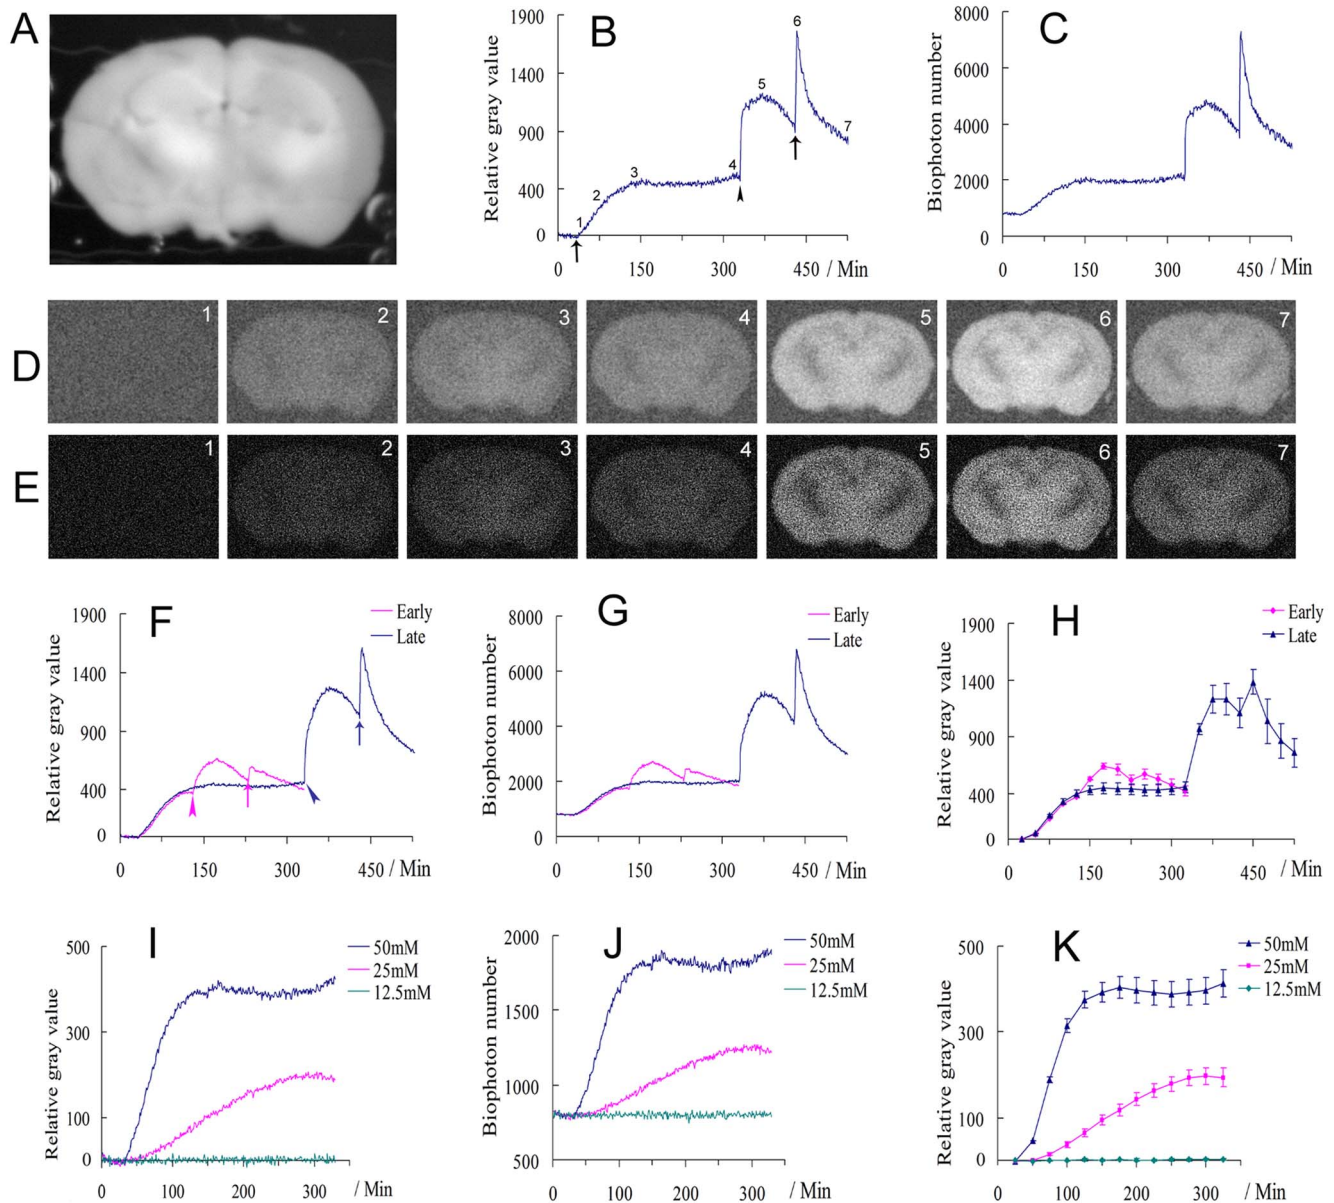 A
B
Relative gray value
1900
1400
900
400
0
1
2
3
4
5
6
7
0
150
300
450
/ Min
C
Biophoton number
8000
6000
4000
2000
0
0
150
300
450
/ Min
D
1
2
3
4
5
6
7
E
1
2
3
4
5
6
7
F
Relative gray value
1900
1400
900
400
0
Early
Late
0
150
300
450
/ Min
G
Biophoton number
8000
6000
4000
2000
0
Early
Late
0
150
300
450
/ Min
H
Relative gray value
1900
1400
900
400
0
Early
Late
0
150
300
450
/ Min
I
Relative gray value
500
300
100
0
50mM
25mM
12.5mM
0
100
200
300
/ Min
J
Biophoton number
2000
1500
1000
500
50mM
25mM
12.5mM
0
100
200
300
/ Min
K
Relative gray value
500
300
100
0
50mM
25mM
12.5mM
0
100
200
300
/ Min